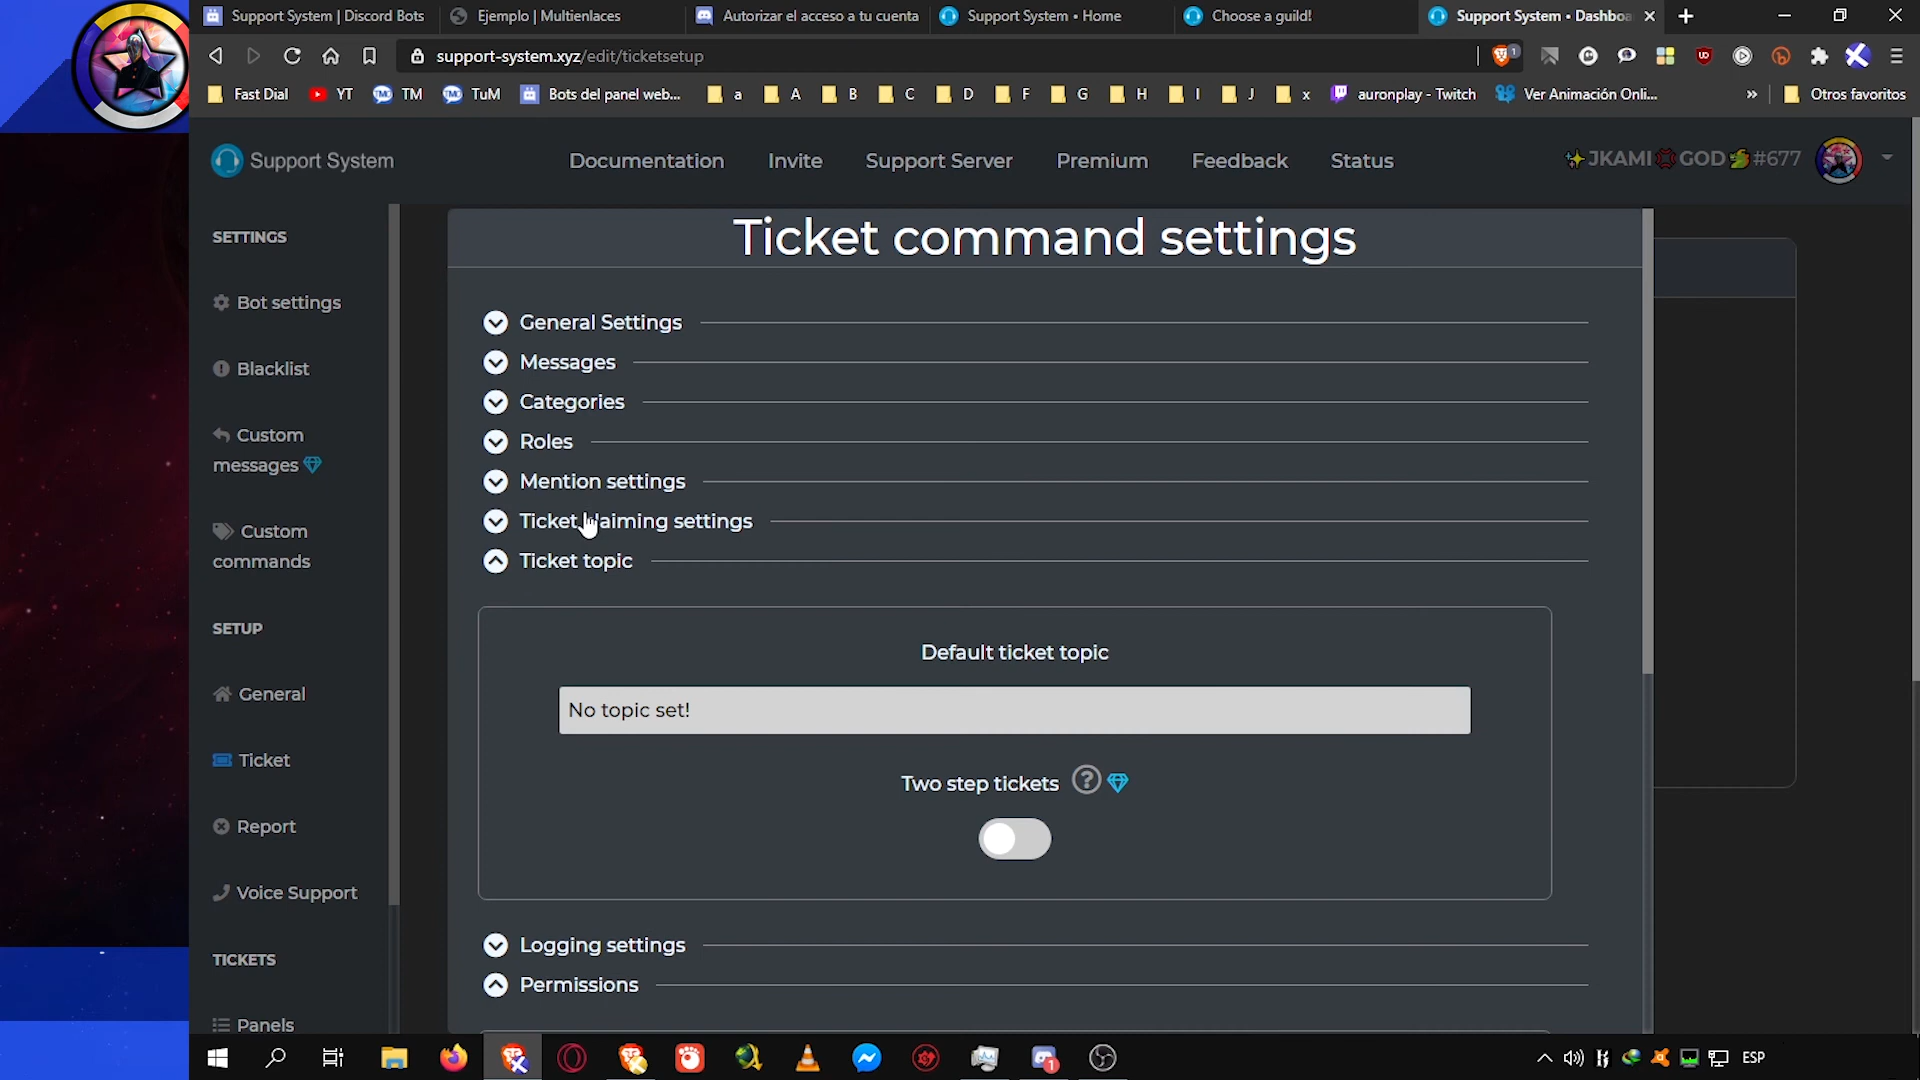 Support System | Discord Bots
Ejemplo | Multienlaces
Autorizar el acceso a tu cuenta
Support System • Home
Choose a guild!
Support System • Dashboa
support-system.xyz/edit/ticketsetup
1
Fast Dial
YT
TM
TuM
Bots del panel web...
a
A
B
C
D
F
G
H
I
J
x
auronplay - Twitch
Ver Animación Onli...
»
Otros favoritos
Support System
Documentation
Invite
Support Server
Premium
Feedback
Status
JKAMI GOD #677
SETTINGS
Bot settings
Blacklist
Custom
messages
Custom
commands
SETUP
General
Ticket
Report
Voice Support
TICKETS
Panels
Ticket command settings
General Settings
Messages
Categories
Roles
Mention settings
Ticket claiming settings
Ticket topic
Default ticket topic
No topic set!
Two step tickets ?
Logging settings
Permissions
1
ESP